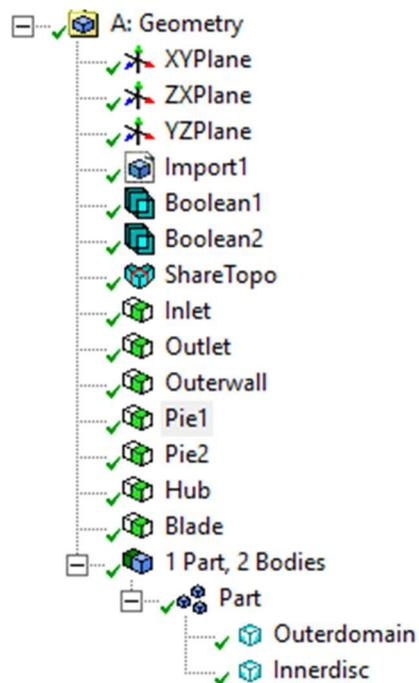 A: Geometry
XYPlane
ZXPlane
YZPlane
Import1
Boolean1
Boolean2
ShareTopo
Inlet
Outlet
Outerwall
Pie1
Pie2
Hub
Blade
1 Part, 2 Bodies
Part
Outerdomain
Innerdisc